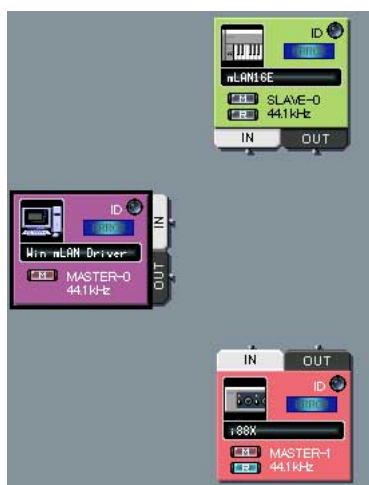 ID
mLAN16E
M SLAVE-0
R 44.1kHz
IN OUT
ID
IN
Win mLAN Driver
M MASTER-0
44.1kHz
OUT
IN OUT
ID
i88X
M MASTER-1
R 44.1kHz